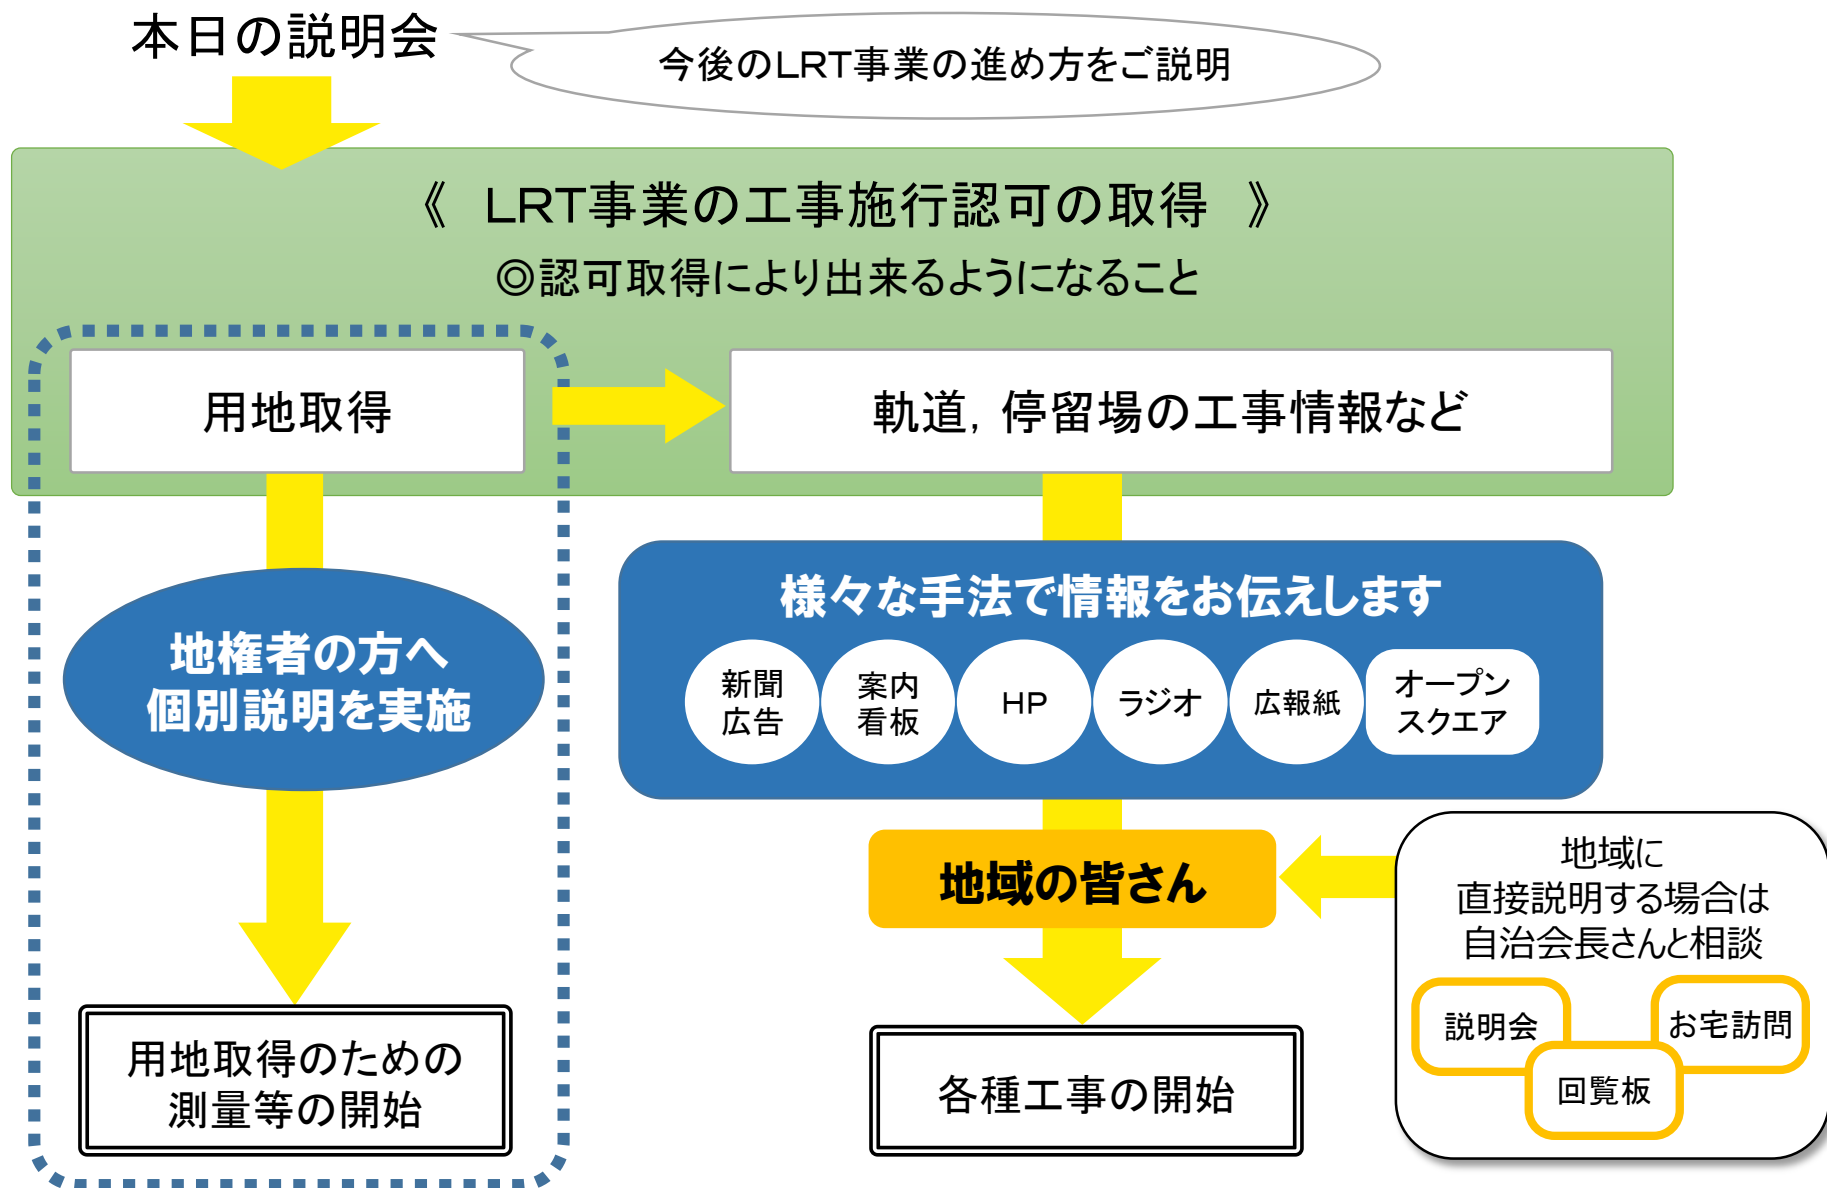 本日の説明会
今後のLRT事業の進め方をご説明
《　LRT事業の工事施行認可の取得　》
◎認可取得により出来るようになること
用地取得
軌道，停留場の工事情報など
様々な手法で情報をお伝えします
新聞
広告
案内
看板
HP
ラジオ
広報紙
オープン
スクエア
地権者の方へ
個別説明を実施
地域の皆さん
地域に
直接説明する場合は
自治会長さんと相談
説明会
お宅訪問
回覧板
用地取得のための
測量等の開始
各種工事の開始